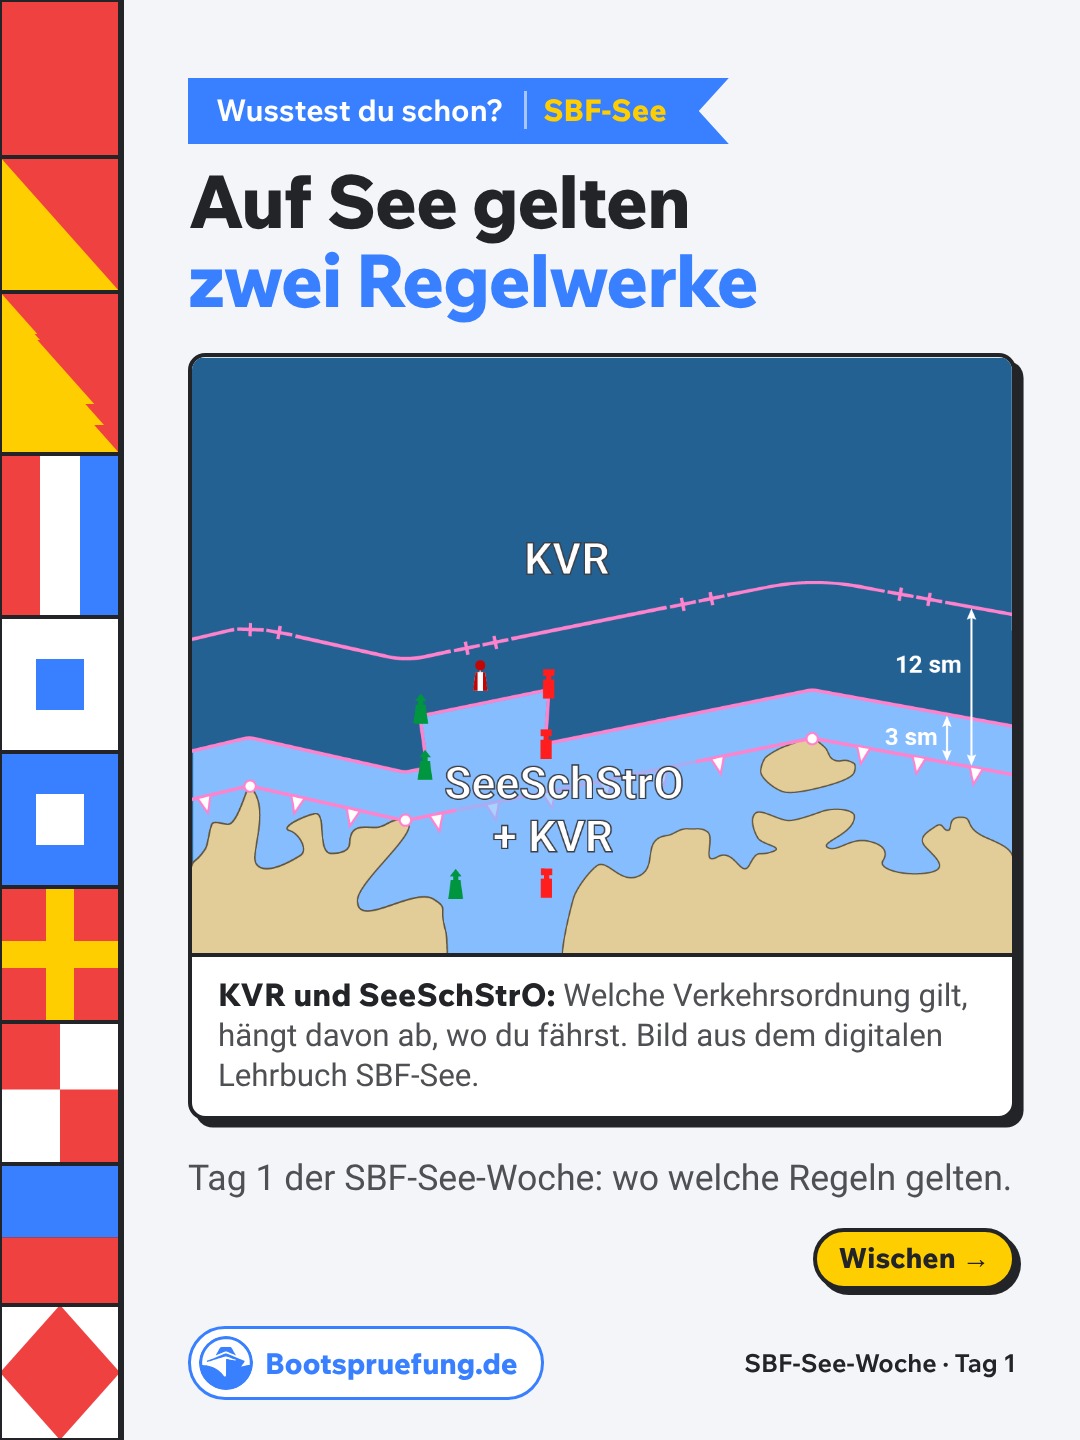 Wusstest du schon? SBF-See
Auf See gelten
zwei Regelwerke
KVR
12 sm
3 sm
SeeSchStrO
+ KVR
KVR und SeeSchStrO: Welche Verkehrsordnung gilt,
hängt davon ab, wo du fährst. Bild aus dem digitalen
Lehrbuch SBF-See.
Tag 1 der SBF-See-Woche: wo welche Regeln gelten.
Wischen →
Bootspruefung.de
SBF-See-Woche · Tag 1